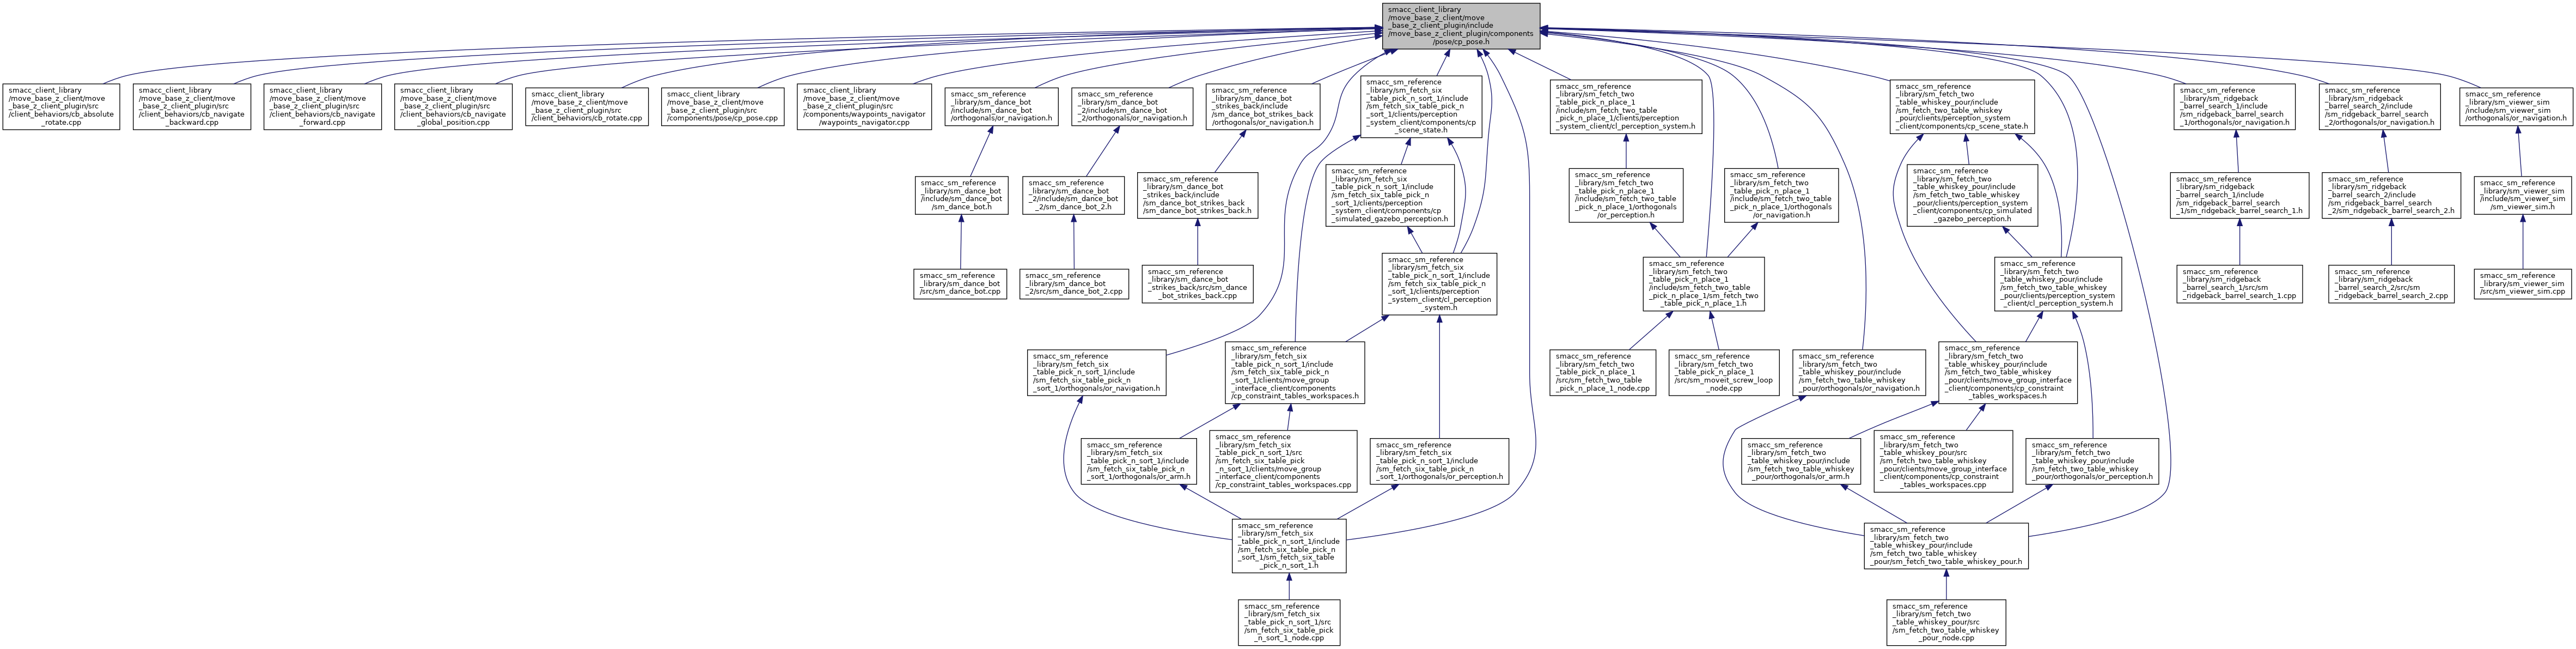 smacc_client_library
/move_base_z_client/move
_base_z_client_plugin/include
/move_base_z_client_plugin/components
/pose/cp_pose.h
smacc_client_library
/move_base_z_client/move
_base_z_client_plugin/src
/client_behaviors/cb_absolute
_rotate.cpp
smacc_client_library
/move_base_z_client/move
_base_z_client_plugin/src
/client_behaviors/cb_navigate
_backward.cpp
smacc_client_library
/move_base_z_client/move
_base_z_client_plugin/src
/client_behaviors/cb_navigate
_forward.cpp
smacc_client_library
/move_base_z_client/move
_base_z_client_plugin/src
/client_behaviors/cb_navigate
_global_position.cpp
smacc_client_library
/move_base_z_client/move
_base_z_client_plugin/src
/client_behaviors/cb_rotate.cpp
smacc_client_library
/move_base_z_client/move
_base_z_client_plugin/src
/components/pose/cp_pose.cpp
smacc_client_library
/move_base_z_client/move
_base_z_client_plugin/src
/components/waypoints_navigator
/waypoints_navigator.cpp
smacc_sm_reference
_library/sm_dance_bot
/include/sm_dance_bot
/orthogonals/or_navigation.h
smacc_sm_reference
_library/sm_dance_bot
_2/include/sm_dance_bot
_2/orthogonals/or_navigation.h
smacc_sm_reference
_library/sm_dance_bot
_strikes_back/include
/sm_dance_bot_strikes_back
/orthogonals/or_navigation.h
smacc_sm_reference
_library/sm_fetch_six
_table_pick_n_sort_1/include
/sm_fetch_six_table_pick_n
_sort_1/clients/perception
_system_client/components/cp
_scene_state.h
smacc_sm_reference
_library/sm_fetch_two
_table_pick_n_place_1
/include/sm_fetch_two_table
_pick_n_place_1/clients/perception
_system_client/cl_perception_system.h
smacc_sm_reference
_library/sm_fetch_two
_table_whiskey_pour/include
/sm_fetch_two_table_whiskey
_pour/clients/perception_system
_client/components/cp_scene_state.h
smacc_sm_reference
_library/sm_ridgeback
_barrel_search_1/include
/sm_ridgeback_barrel_search
_1/orthogonals/or_navigation.h
smacc_sm_reference
_library/sm_ridgeback
_barrel_search_2/include
/sm_ridgeback_barrel_search
_2/orthogonals/or_navigation.h
smacc_sm_reference
_library/sm_viewer_sim
/include/sm_viewer_sim
/orthogonals/or_navigation.h
smacc_sm_reference
_library/sm_dance_bot
/include/sm_dance_bot
/sm_dance_bot.h
smacc_sm_reference
_library/sm_dance_bot
_2/include/sm_dance_bot
_2/sm_dance_bot_2.h
smacc_sm_reference
_library/sm_dance_bot
_strikes_back/include
/sm_dance_bot_strikes_back
/sm_dance_bot_strikes_back.h
smacc_sm_reference
_library/sm_fetch_six
_table_pick_n_sort_1/include
/sm_fetch_six_table_pick_n
_sort_1/clients/perception
_system_client/components/cp
_simulated_gazebo_perception.h
smacc_sm_reference
_library/sm_fetch_two
_table_pick_n_place_1
/include/sm_fetch_two_table
_pick_n_place_1/orthogonals
/or_perception.h
smacc_sm_reference
_library/sm_fetch_two
_table_pick_n_place_1
/include/sm_fetch_two_table
_pick_n_place_1/orthogonals
/or_navigation.h
smacc_sm_reference
_library/sm_fetch_two
_table_whiskey_pour/include
/sm_fetch_two_table_whiskey
_pour/clients/perception_system
_client/components/cp_simulated
_gazebo_perception.h
smacc_sm_reference
_library/sm_ridgeback
_barrel_search_1/include
/sm_ridgeback_barrel_search
_1/sm_ridgeback_barrel_search_1.h
smacc_sm_reference
_library/sm_ridgeback
_barrel_search_2/include
/sm_ridgeback_barrel_search
_2/sm_ridgeback_barrel_search_2.h
smacc_sm_reference
_library/sm_viewer_sim
/include/sm_viewer_sim
/sm_viewer_sim.h
smacc_sm_reference
_library/sm_dance_bot
/src/sm_dance_bot.cpp
smacc_sm_reference
_library/sm_dance_bot
_2/src/sm_dance_bot_2.cpp
smacc_sm_reference
_library/sm_dance_bot
_strikes_back/src/sm_dance
_bot_strikes_back.cpp
smacc_sm_reference
_library/sm_fetch_six
_table_pick_n_sort_1/include
/sm_fetch_six_table_pick_n
_sort_1/clients/perception
_system_client/cl_perception
_system.h
smacc_sm_reference
_library/sm_fetch_two
_table_pick_n_place_1
/include/sm_fetch_two_table
_pick_n_place_1/sm_fetch_two
_table_pick_n_place_1.h
smacc_sm_reference
_library/sm_fetch_two
_table_whiskey_pour/include
/sm_fetch_two_table_whiskey
_pour/clients/perception_system
_client/cl_perception_system.h
smacc_sm_reference
_library/sm_ridgeback
_barrel_search_1/src/sm
_ridgeback_barrel_search_1.cpp
smacc_sm_reference
_library/sm_ridgeback
_barrel_search_2/src/sm
_ridgeback_barrel_search_2.cpp
smacc_sm_reference
_library/sm_viewer_sim
/src/sm_viewer_sim.cpp
smacc_sm_reference
_library/sm_fetch_six
_table_pick_n_sort_1/include
/sm_fetch_six_table_pick_n
_sort_1/orthogonals/or_navigation.h
smacc_sm_reference
_library/sm_fetch_six
_table_pick_n_sort_1/include
/sm_fetch_six_table_pick_n
_sort_1/clients/move_group
_interface_client/components
/cp_constraint_tables_workspaces.h
smacc_sm_reference
_library/sm_fetch_two
_table_pick_n_place_1
/src/sm_fetch_two_table
_pick_n_place_1_node.cpp
smacc_sm_reference
_library/sm_fetch_two
_table_pick_n_place_1
/src/sm_moveit_screw_loop
_node.cpp
smacc_sm_reference
_library/sm_fetch_two
_table_whiskey_pour/include
/sm_fetch_two_table_whiskey
_pour/orthogonals/or_navigation.h
smacc_sm_reference
_library/sm_fetch_two
_table_whiskey_pour/include
/sm_fetch_two_table_whiskey
_pour/clients/move_group_interface
_client/components/cp_constraint
_tables_workspaces.h
smacc_sm_reference
_library/sm_fetch_six
_table_pick_n_sort_1/include
/sm_fetch_six_table_pick_n
_sort_1/orthogonals/or_arm.h
smacc_sm_reference
_library/sm_fetch_six
_table_pick_n_sort_1/src
/sm_fetch_six_table_pick
_n_sort_1/clients/move_group
_interface_client/components
/cp_constraint_tables_workspaces.cpp
smacc_sm_reference
_library/sm_fetch_six
_table_pick_n_sort_1/include
/sm_fetch_six_table_pick_n
_sort_1/orthogonals/or_perception.h
smacc_sm_reference
_library/sm_fetch_two
_table_whiskey_pour/include
/sm_fetch_two_table_whiskey
_pour/orthogonals/or_arm.h
smacc_sm_reference
_library/sm_fetch_two
_table_whiskey_pour/src
/sm_fetch_two_table_whiskey
_pour/clients/move_group_interface
_client/components/cp_constraint
_tables_workspaces.cpp
smacc_sm_reference
_library/sm_fetch_two
_table_whiskey_pour/include
/sm_fetch_two_table_whiskey
_pour/orthogonals/or_perception.h
smacc_sm_reference
_library/sm_fetch_six
_table_pick_n_sort_1/include
/sm_fetch_six_table_pick_n
_sort_1/sm_fetch_six_table
_pick_n_sort_1.h
smacc_sm_reference
_library/sm_fetch_two
_table_whiskey_pour/include
/sm_fetch_two_table_whiskey
_pour/sm_fetch_two_table_whiskey_pour.h
smacc_sm_reference
_library/sm_fetch_six
_table_pick_n_sort_1/src
/sm_fetch_six_table_pick
_n_sort_1_node.cpp
smacc_sm_reference
_library/sm_fetch_two
_table_whiskey_pour/src
/sm_fetch_two_table_whiskey
_pour_node.cpp